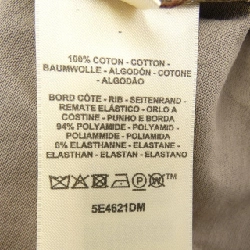 100% COTON - COTTON -
BAUMWOLLE - ALGODÓN - COTONE
- ALGODÃO
BORD CÔTE - RIB - SEITENRAND -
REMATE ELÁSTICO - ORLO A
COSTINE - PUNHO E BORDA
94% POLYAMIDE - POLYAMID -
POLIAMMIDE - POLIAMIDA
6% ELASTHANNE - ELASTANE -
ELASTHAN - ELASTAN - ELASTANO
5E4621DM